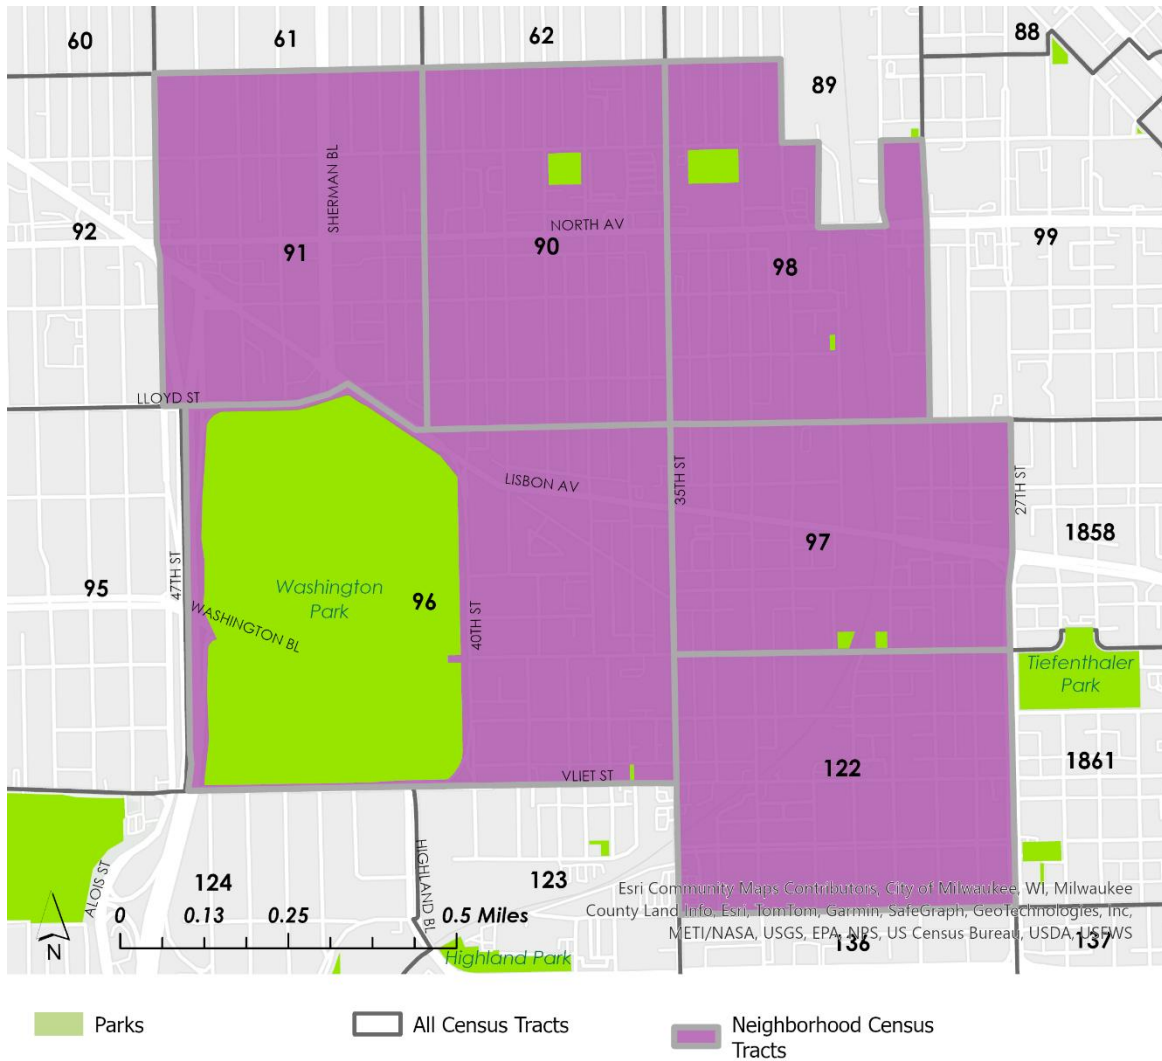 60
61
62
88
89
SHERMAN BL
92
91
NORTH AV
90
98
99
LLOYD ST
LISBON AV
35TH ST
27TH ST
97
1858
95
47TH ST
Washington
Park
96
WASHINGTON BL
40TH ST
Tiefenthaler
Park
VLIET ST
122
1861
ALOIS ST
124
HIGHLAND BL
123
0
0.13
0.25
0.5 Miles
N
Highland Park
Esri Community Maps Contributors, City of Milwaukee, WI, Milwaukee
County Land Info, Esri, TomTom, Garmin, SafeGraph, GeoTechnologies, Inc,
METI/NASA, USGS, EPA, NPS, US Census Bureau, USDA, USFWS
136
137
Parks
All Census Tracts
Neighborhood Census
Tracts